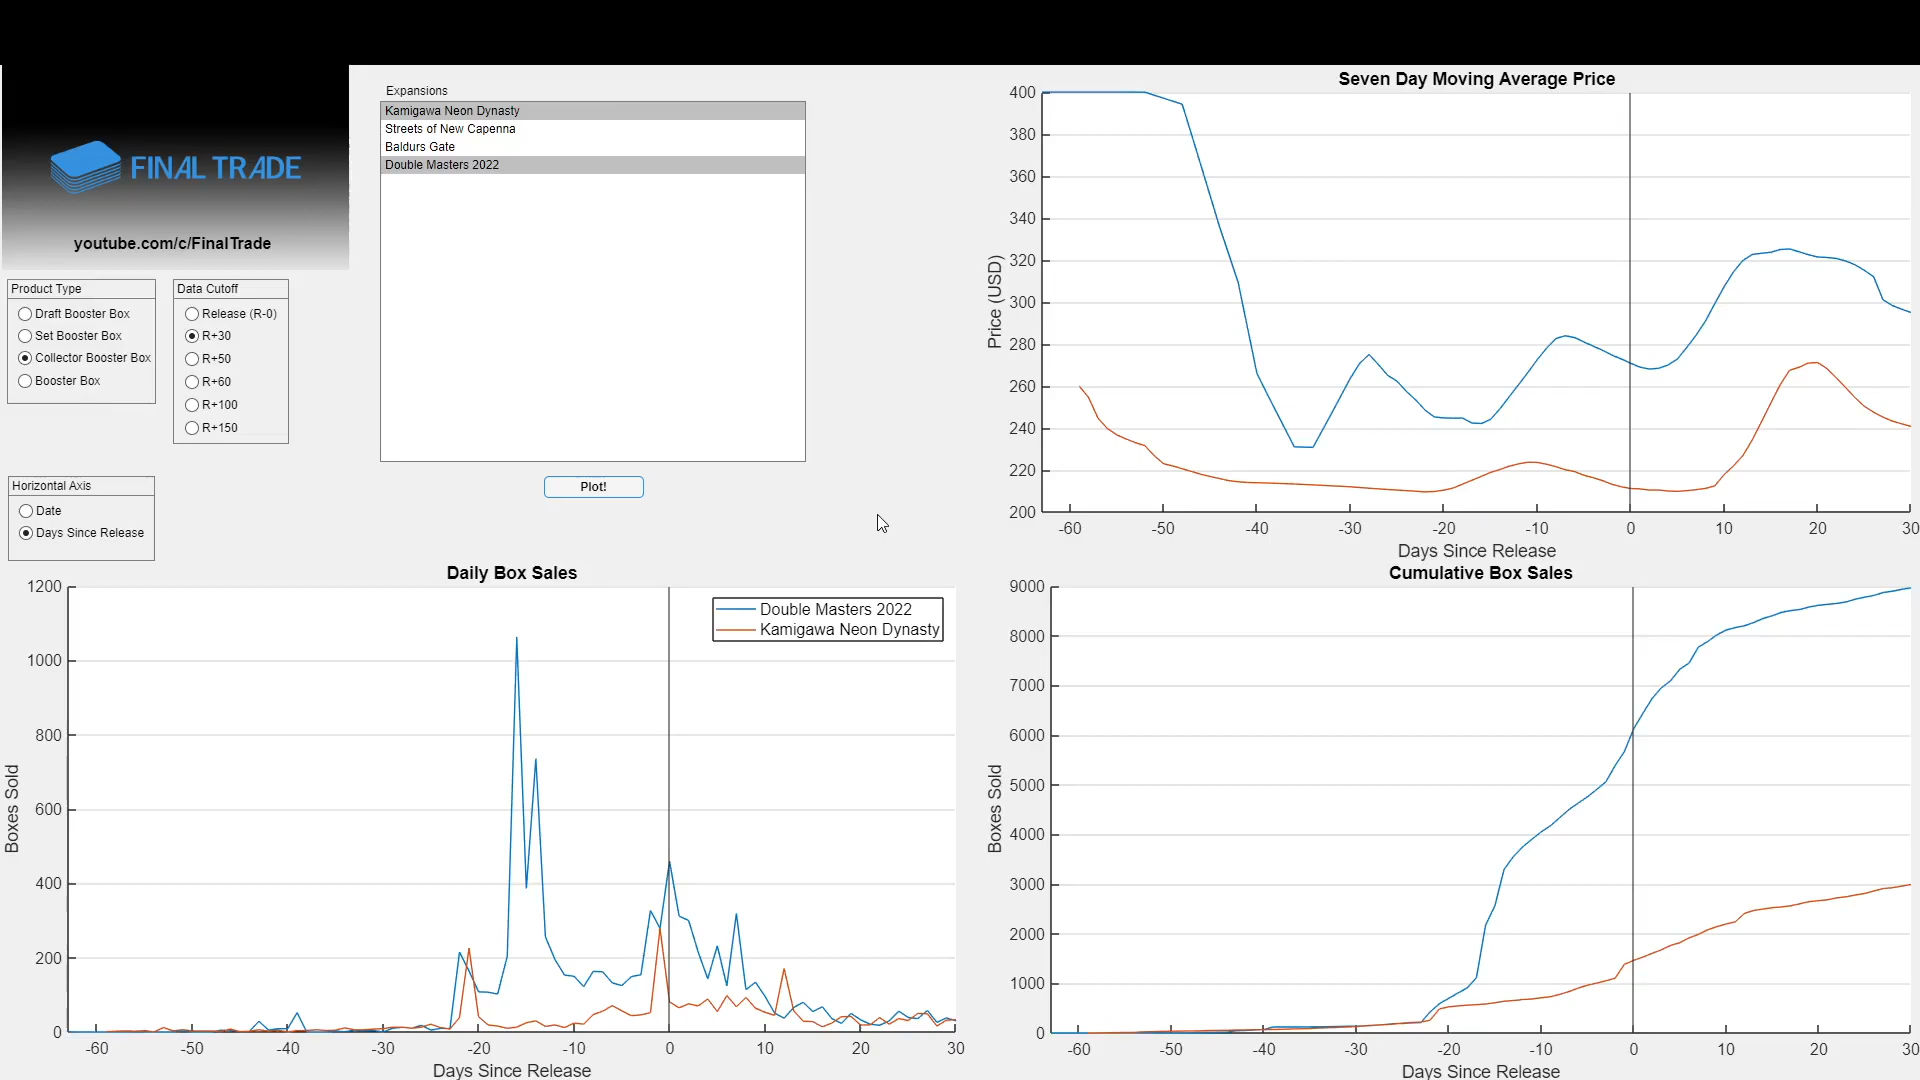 FINAL TRADE
youtube.com/c/FinalTrade
Expansions
Kamigawa Neon Dynasty
Streets of New Capenna
Baldurs Gate
Double Masters 2022
Product Type
Draft Booster Box
Set Booster Box
Collector Booster Box
Booster Box
Data Cutoff
Release (R-0)
R+30
R+50
R+60
R+100
R+150
Plot!
Horizontal Axis
Date
Days Since Release
Seven Day Moving Average Price
Price (USD)
400
380
360
340
320
300
280
260
240
220
200
-60 -50 -40 -30 -20 -10 0 10 20 30
Days Since Release
Daily Box Sales
Boxes Sold
1200
1000
800
600
400
200
0
Double Masters 2022
Kamigawa Neon Dynasty
-60 -50 -40 -30 -20 -10 0 10 20 30
Days Since Release
Cumulative Box Sales
Boxes Sold
9000
8000
7000
6000
5000
4000
3000
2000
1000
0
-60 -50 -40 -30 -20 -10 0 10 20 30
Days Since Release